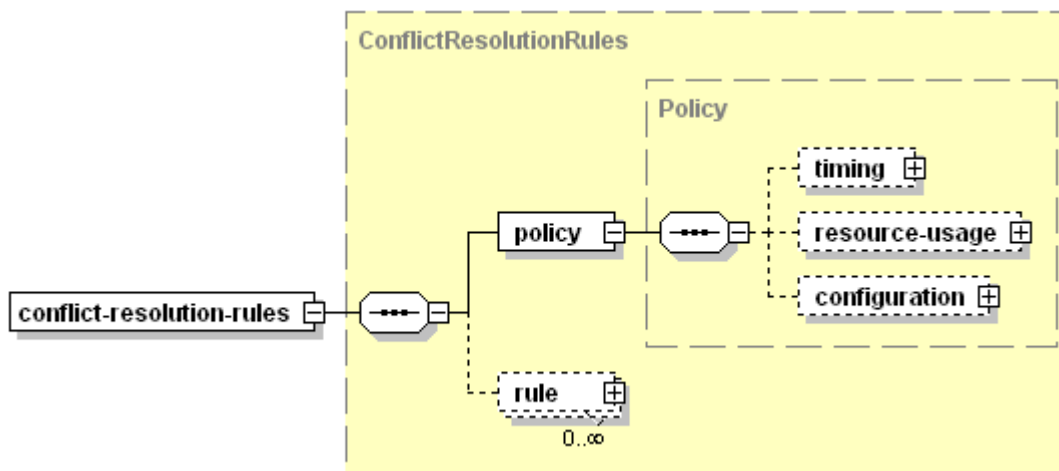 ConflictResolutionRules
Policy
timing
resource-usage
policy
configuration
conflict-resolution-rules
rule
0..∞